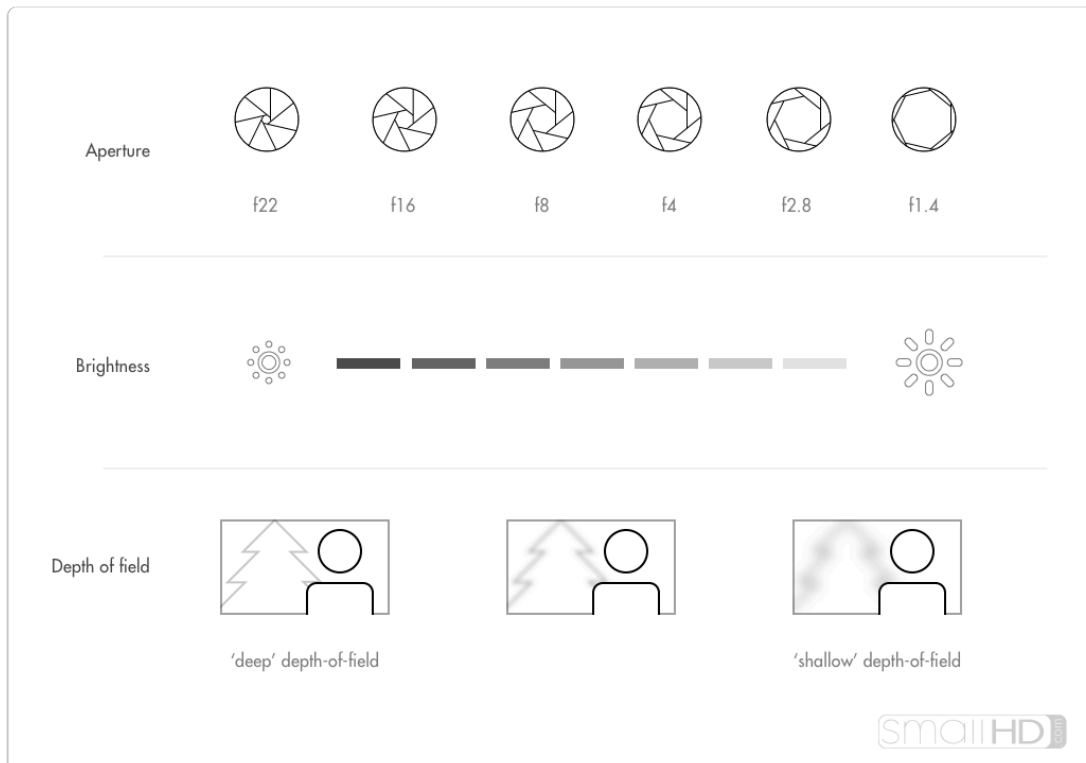 Aperture
f22
f16
f8
f4
f2.8
f1.4
Brightness
Depth of field
‘deep’ depth-of-field
‘shallow’ depth-of-field
smallHD.com